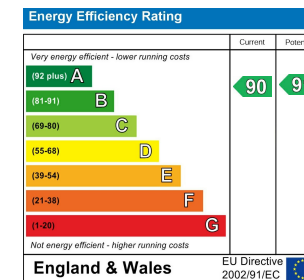 Energy Efficiency Rating
Current
Very energy efficient - lower running costs
(92 plus) A
(81-91) B
90
(69-80) C
(55-68) D
(39-54) E
(21-38) F
(1-20) G
Not energy efficient - higher running costs
England & Wales
EU Directive
2002/91/EC